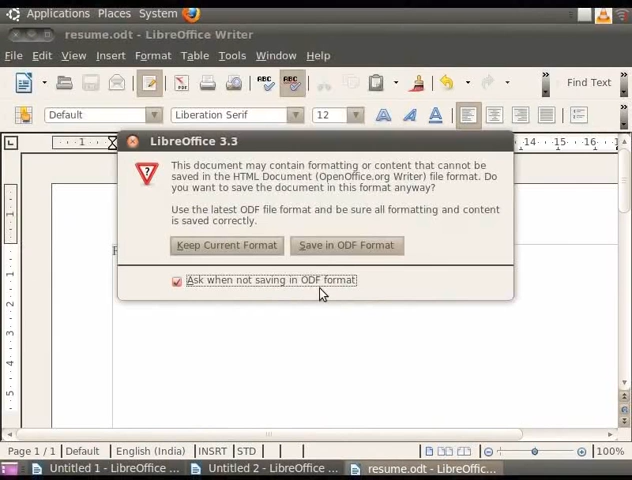 Applications Places System
resume.odt - LibreOffice Writer
File Edit View Insert Format Table Tools Window Help
ABC ABC Find Text
Default Liberation Serif 12 A A A
LibreOffice 3.3
This document may contain formatting or content that cannot be
saved in the HTML Document (OpenOffice.org Writer) file format. Do
you want to save the document in this format anyway?
Use the latest ODF file format and be sure all formatting and content
is saved correctly.
Keep Current Format Save in ODF Format
Ask when not saving in ODF format
Page 1 / 1 Default English (India) INSRT STD 100%
Untitled 1 - LibreOffice ... Untitled 2 - LibreOffice ... resume.odt - LibreOffic...